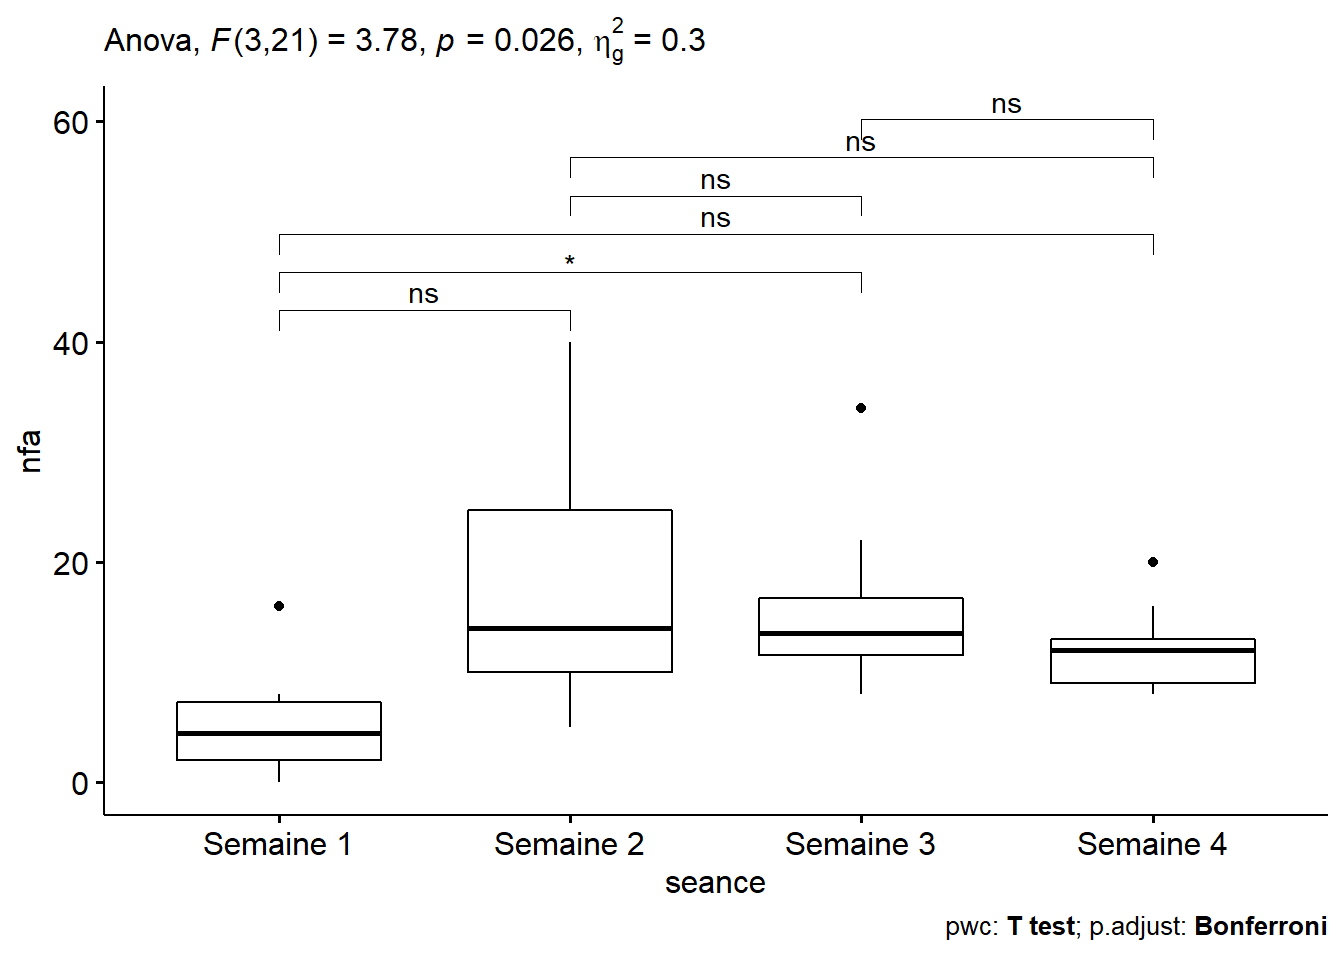 Anova, F(3,21) = 3.78, p = 0.026, η²g = 0.3
60
ns
ns
ns
ns
*
ns
40
nfa
20
0
Semaine 1 Semaine 2 Semaine 3 Semaine 4
seance
pwc: T test; p.adjust: Bonferroni